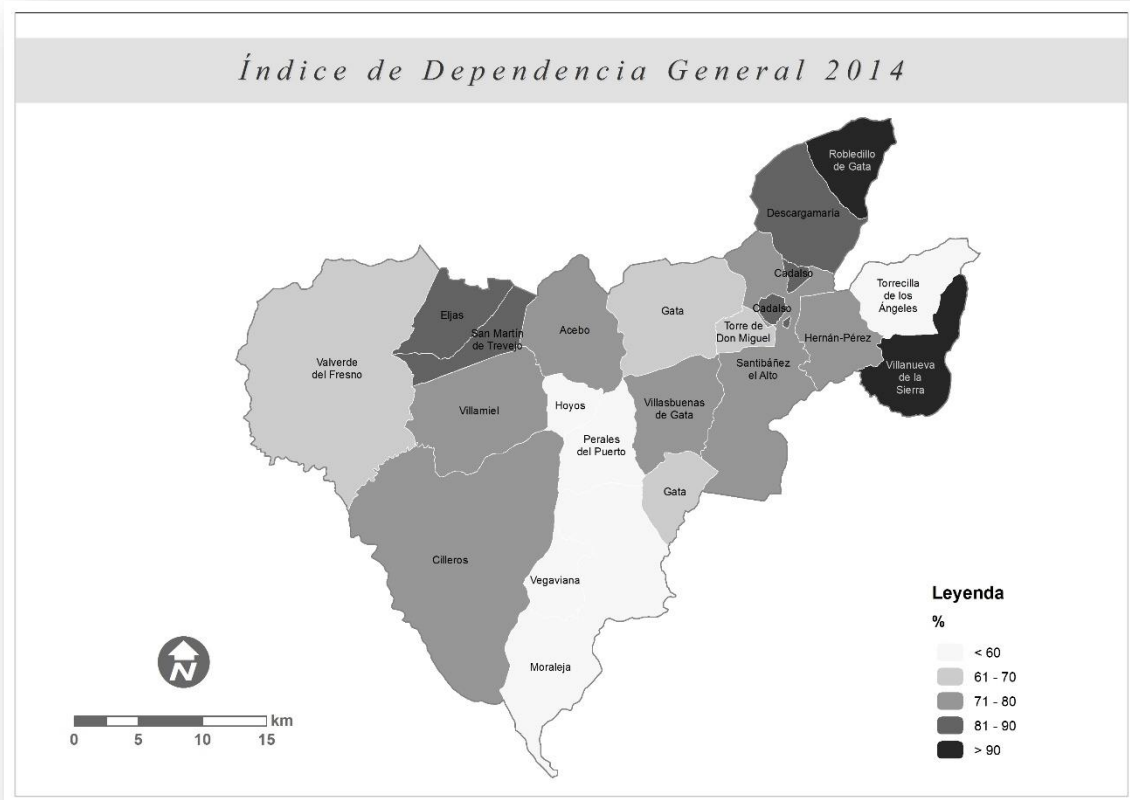 Índice de Dependencia General 2014
Robledillo
de Gata
Descargamaría
Cadalso
Torrecilla
de los
Ángeles
Eljas
Gata
Cadalso
San Martín
de Trevejo
Acebo
Torre de
Don Miguel
Hernán-Pérez
Valverde
del Fresno
Santibáñez
el Alto
Villanueva
de la
Sierra
Villamiel
Hoyos
Villasbuenas
de Gata
Perales
del Puerto
Gata
Cilleros
Vegaviana
Moraleja
Leyenda
%
< 60
61 - 70
71 - 80
81 - 90
> 90
N
km
0 5 10 15